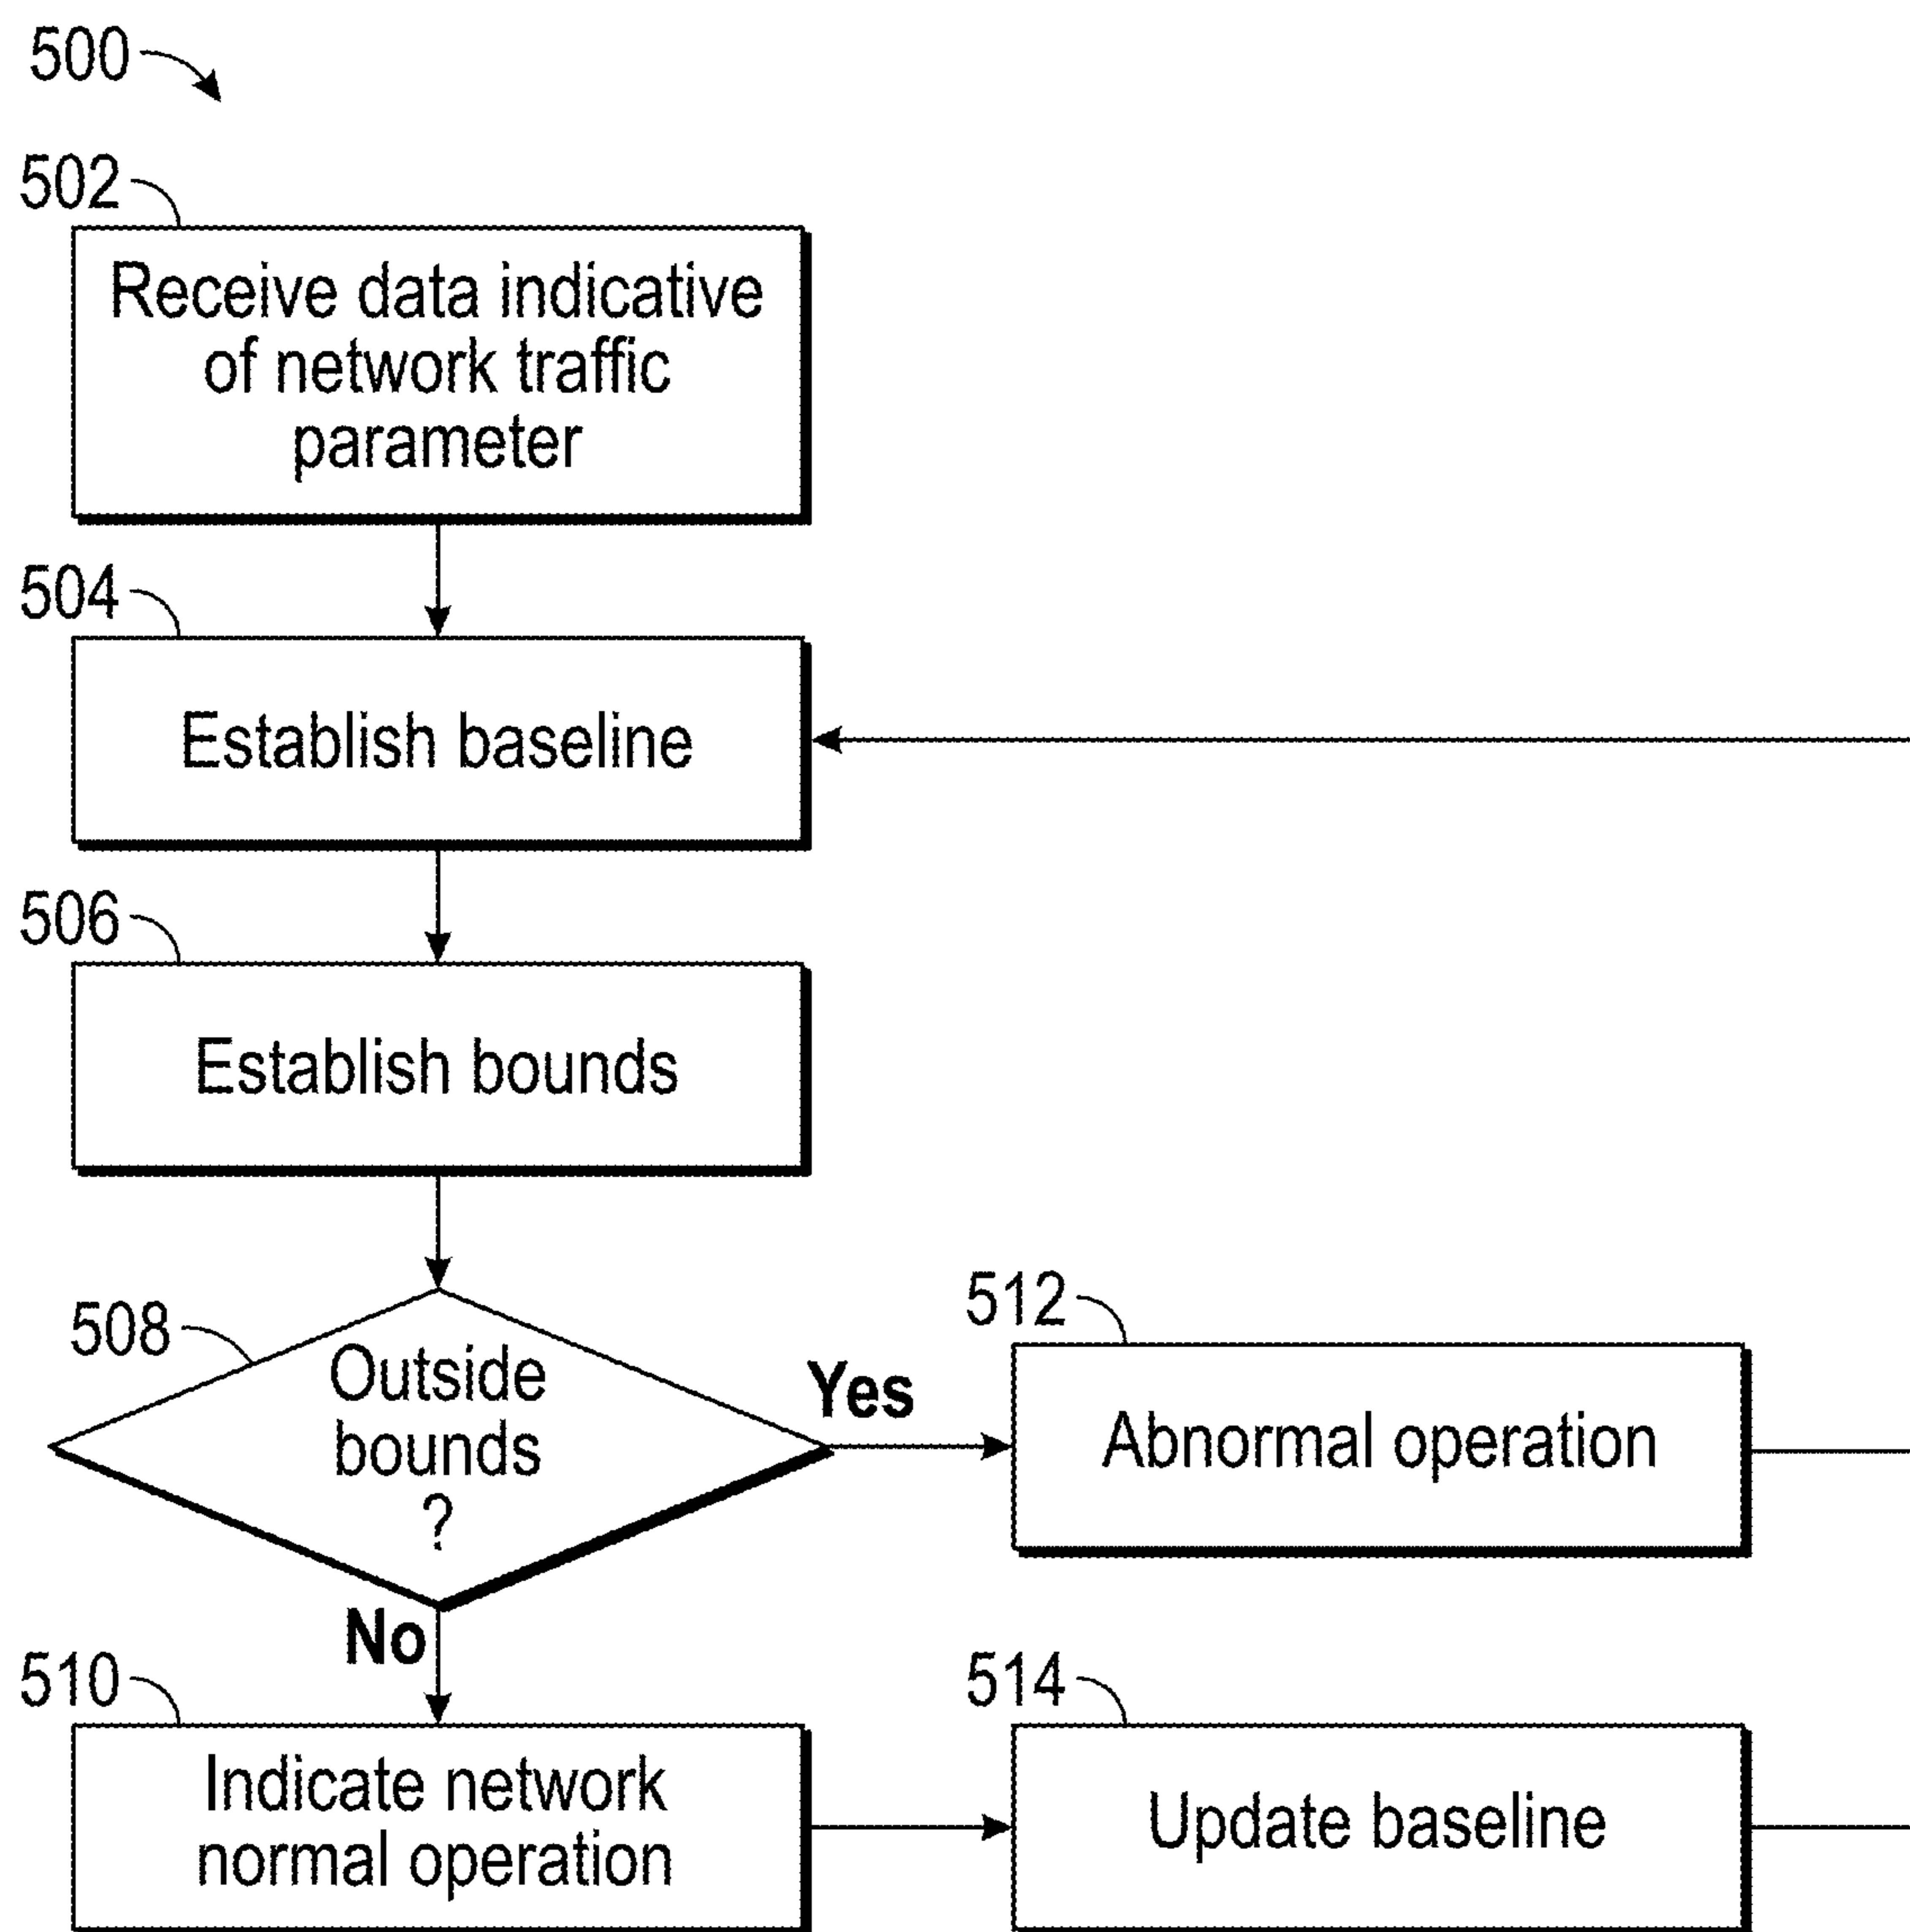 500
502
Receive data indicative
of network traffic
parameter
504
Establish baseline
506
Establish bounds
508
Outside
bounds
?
Yes
512
Abnormal operation
No
510
Indicate network
normal operation
514
Update baseline